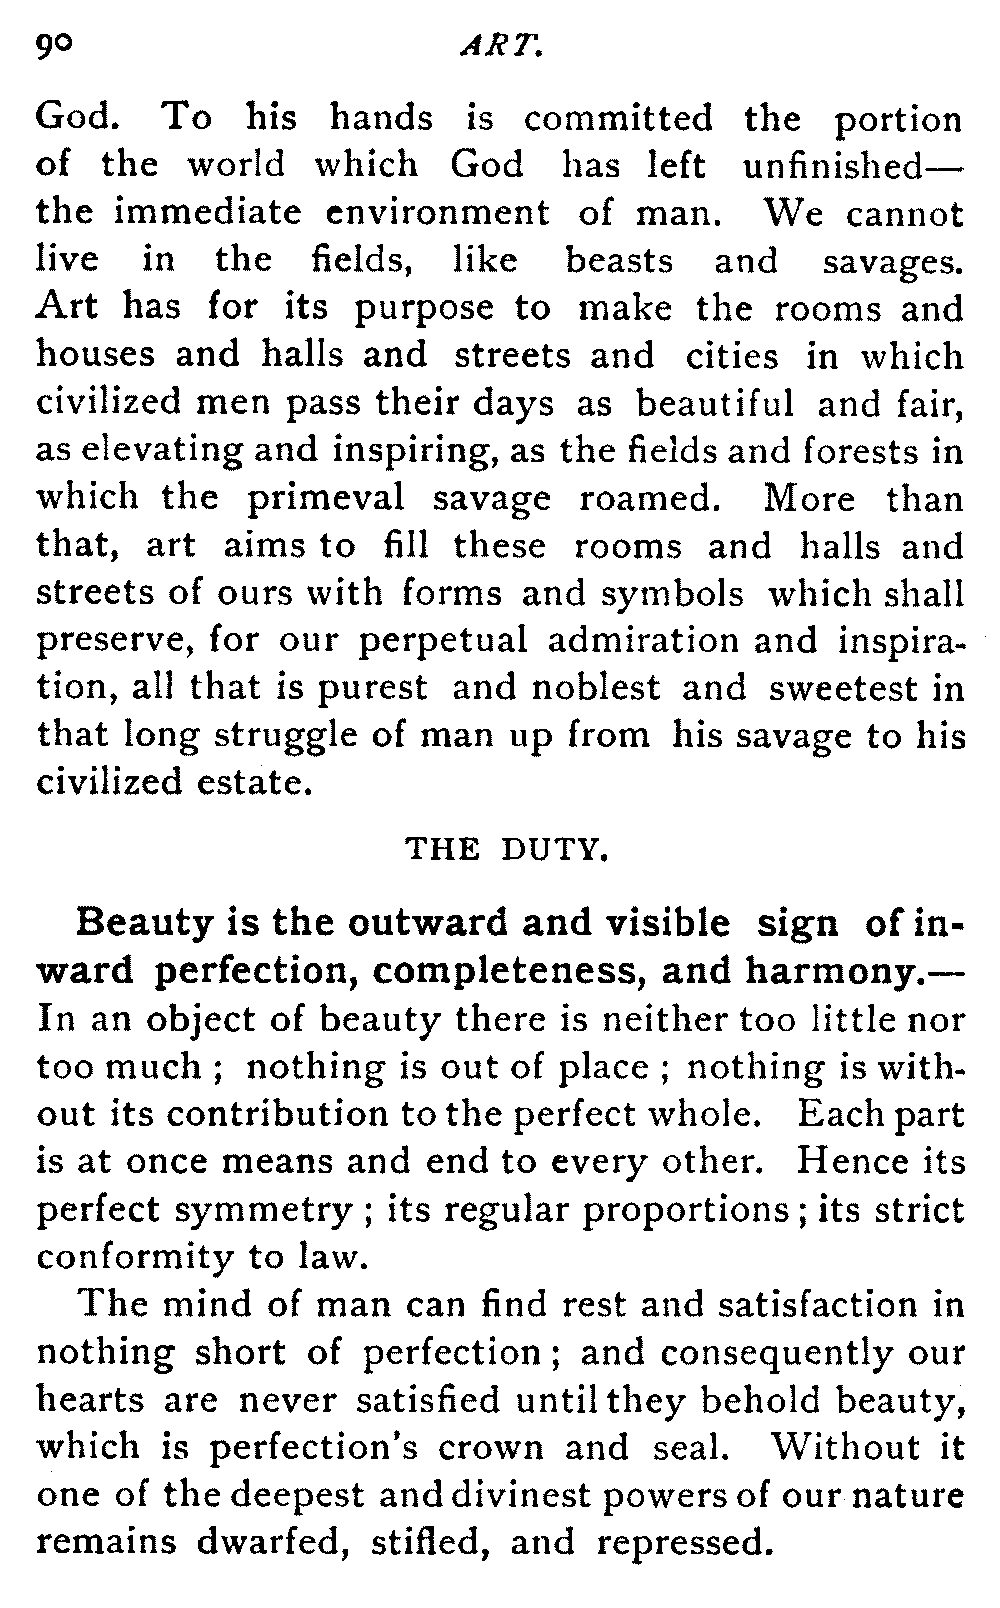 90 ART.
God. To his hands is committed the portion
of the world which God has left unfinished—
the immediate environment of man. We cannot
live in the fields, like beasts and savages.
Art has for its purpose to make the rooms and
houses and halls and streets and cities in which
civilized men pass their days as beautiful and fair,
as elevating and inspiring, as the fields and forests in
which the primeval savage roamed. More than
that, art aims to fill these rooms and halls and
streets of ours with forms and symbols which shall
preserve, for our perpetual admiration and inspira-
tion, all that is purest and noblest and sweetest in
that long struggle of man up from his savage to his
civilized estate.
THE DUTY.
Beauty is the outward and visible sign of in-
ward perfection, completeness, and harmony.—
In an object of beauty there is neither too little nor
too much ; nothing is out of place ; nothing is with-
out its contribution to the perfect whole. Each part
is at once means and end to every other. Hence its
perfect symmetry ; its regular proportions ; its strict
conformity to law.
The mind of man can find rest and satisfaction in
nothing short of perfection ; and consequently our
hearts are never satisfied until they behold beauty,
which is perfection's crown and seal. Without it
one of the deepest and divinest powers of our nature
remains dwarfed, stifled, and repressed.